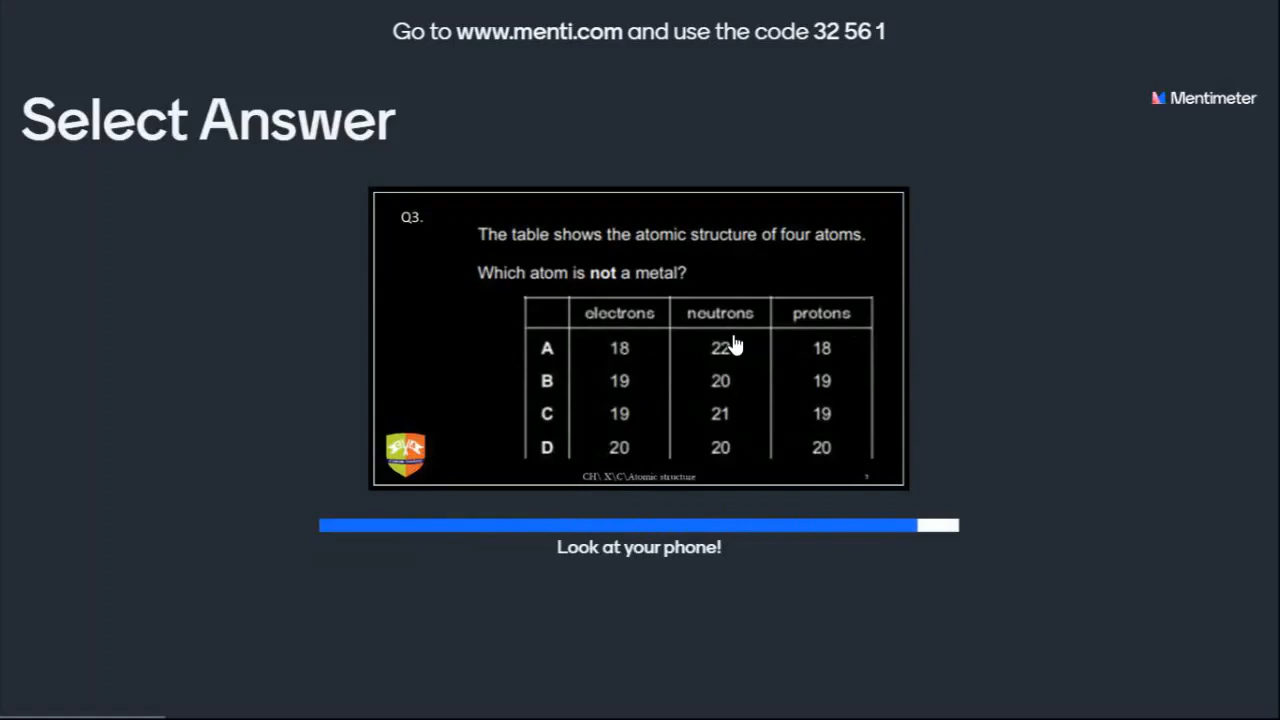 Go to www.menti.com and use the code 32 56 1
Mentimeter
Select Answer
Q3.
The table shows the atomic structure of four atoms.
Which atom is not a metal?
electrons neutrons protons
A 18 22 18
B 19 20 19
C 19 21 19
D 20 20 20
CH\ X\C\Atomic structure
Look at your phone!